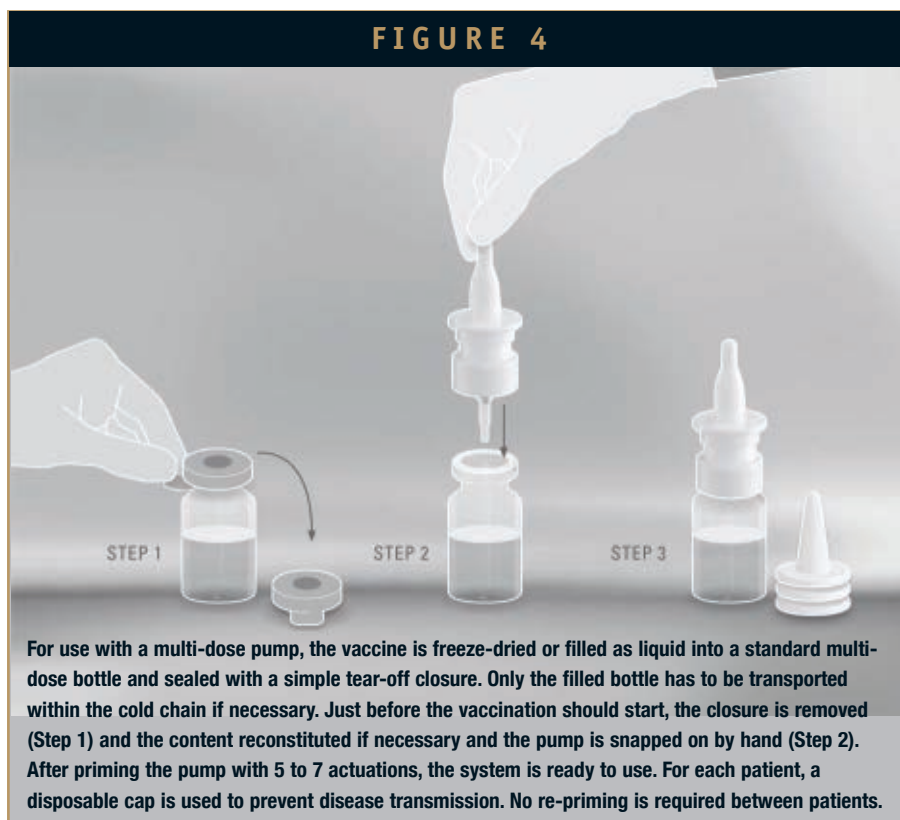 FIGURE 4
STEP 1
STEP 2
STEP 3
For use with a multi-dose pump, the vaccine is freeze-dried or filled as liquid into a standard multi-
dose bottle and sealed with a simple tear-off closure. Only the filled bottle has to be transported
within the cold chain if necessary. Just before the vaccination should start, the closure is removed
(Step 1) and the content reconstituted if necessary and the pump is snapped on by hand (Step 2).
After priming the pump with 5 to 7 actuations, the system is ready to use. For each patient, a
disposable cap is used to prevent disease transmission. No re-priming is required between patients.